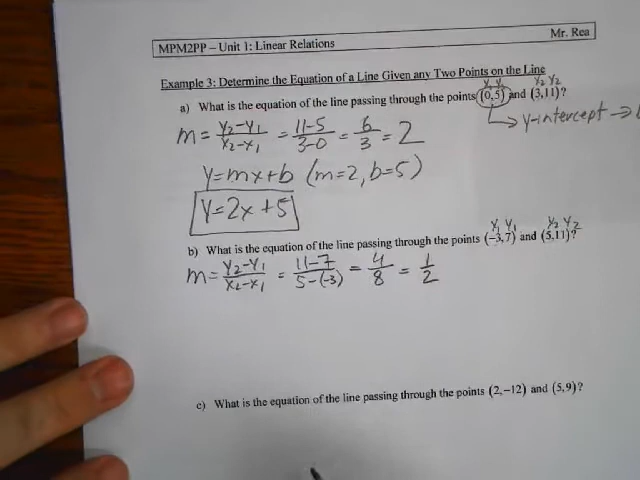 MPM2PP – Unit 1: Linear Relations Mr. Rea
Example 3: Determine the Equation of a Line Given any Two Points on the Line
x₁ y₁ x₂ y₂
a) What is the equation of the line passing through the points (0,5) and (3,11)?
m = y₂-y₁/x₂-x₁ = 11-5/3-0 = 6/3 = 2
y-intercept →
y=mx+b (m=2, b=5)
y=2x+5
x₁ y₁ x₂ y₂
b) What is the equation of the line passing through the points (–3,7) and (5,11)?
m = y₂-y₁/x₂-x₁ = 11-7/5-(-3) = 4/8 = 1/2
c) What is the equation of the line passing through the points (2,–12) and (5,9)?